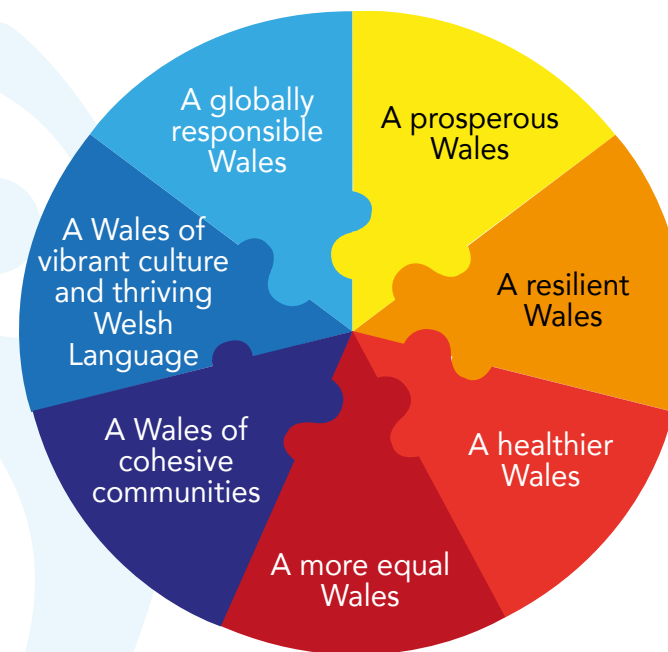 A prosperous
Wales
A resilient
Wales
A healthier
Wales
A more equal
Wales
A Wales of
cohesive
communities
A Wales of
vibrant culture
and thriving
Welsh
Language
A globally
responsible
Wales